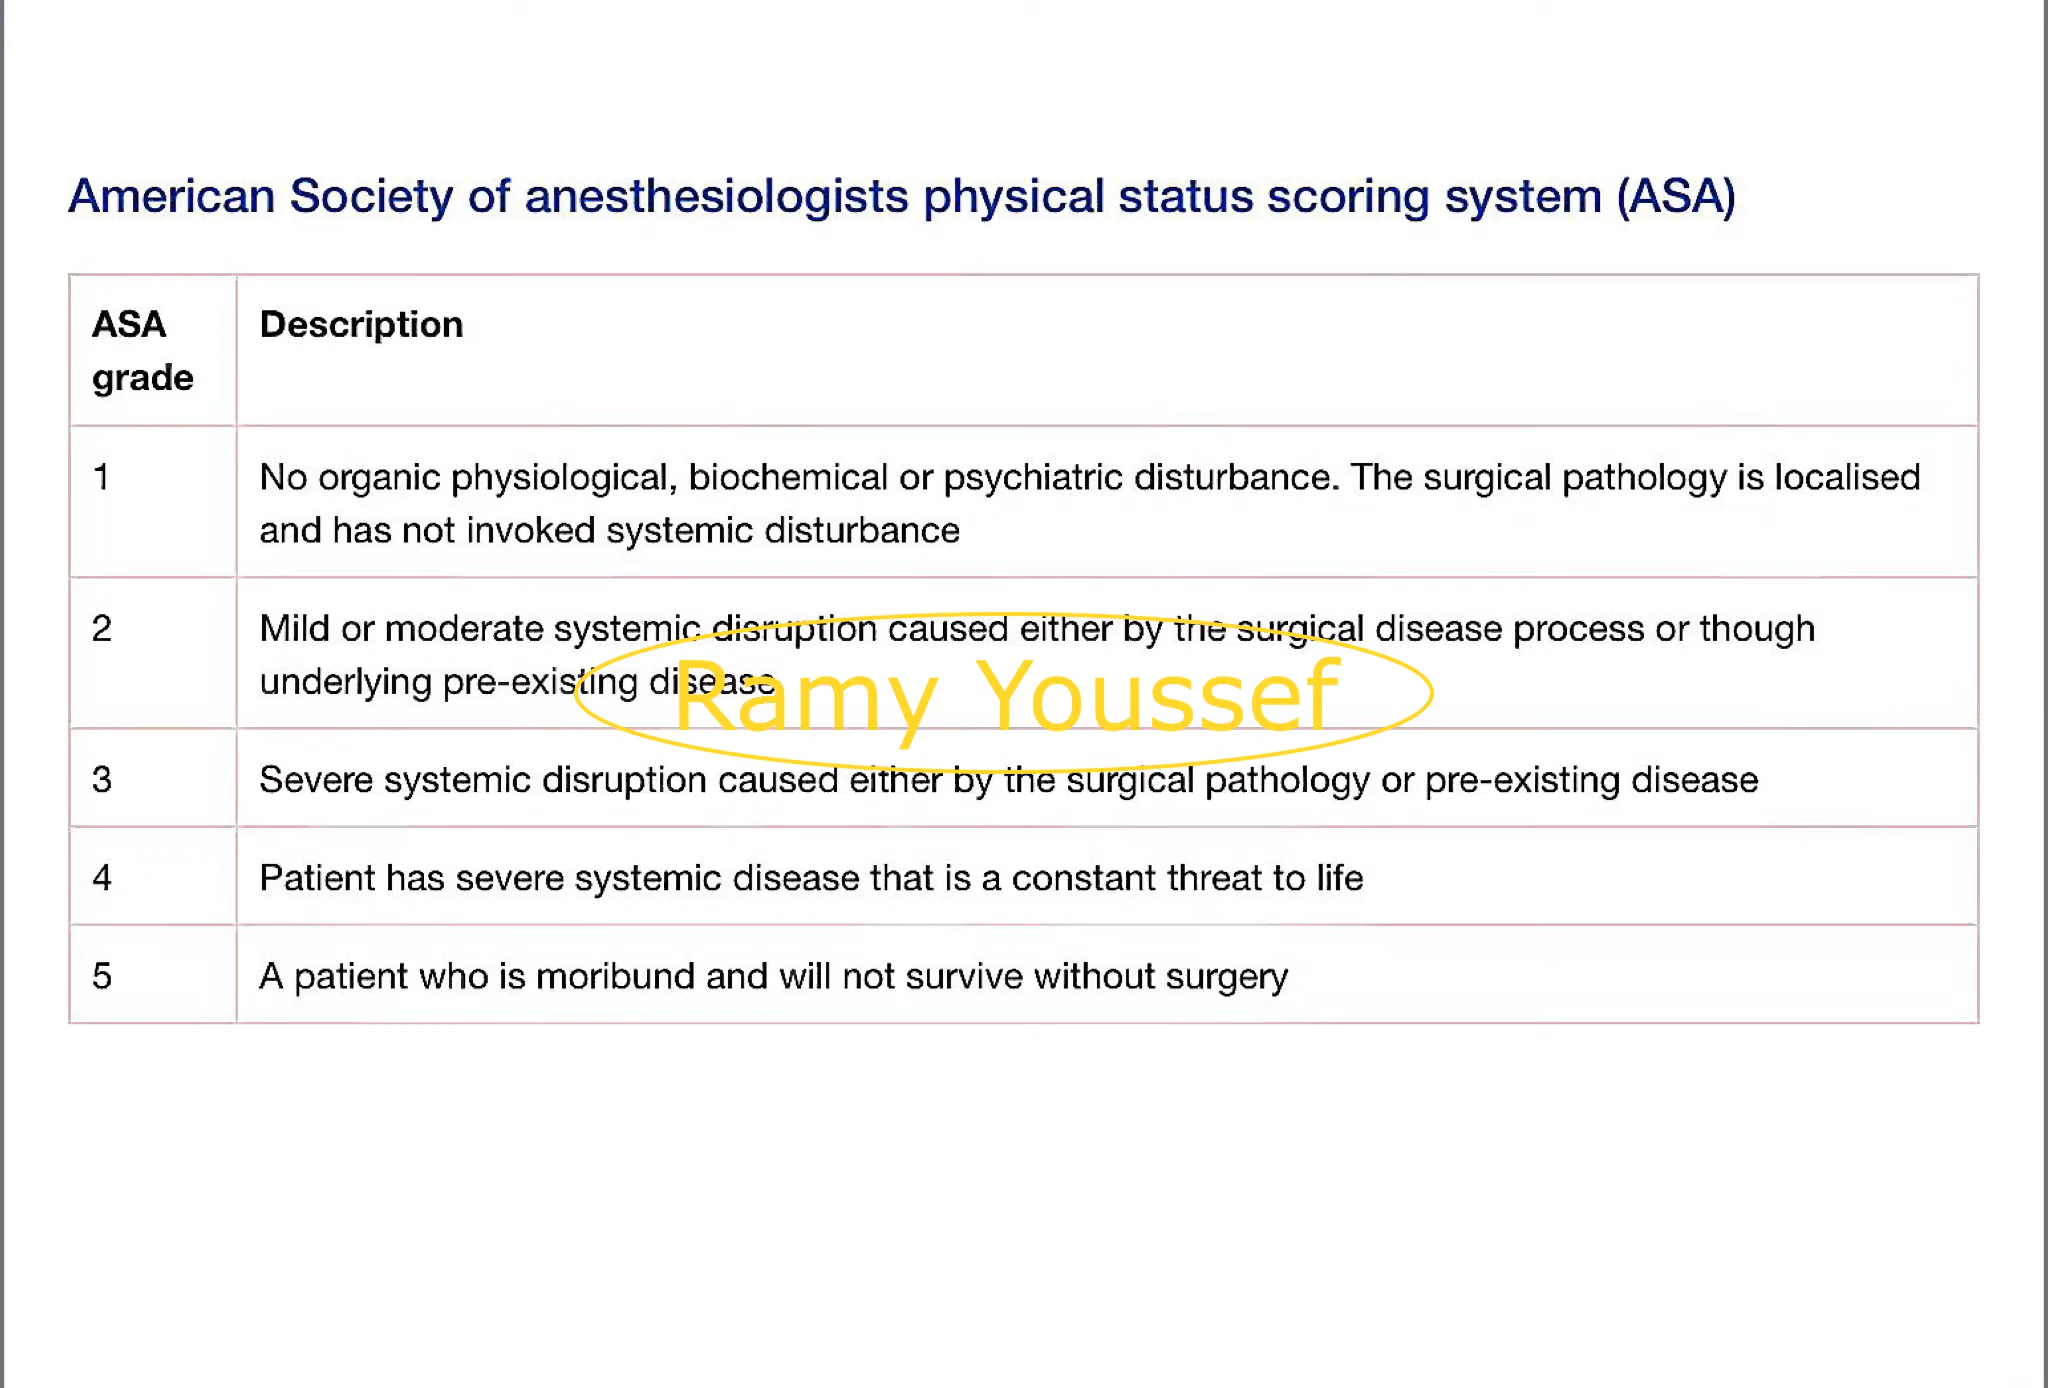 American Society of anesthesiologists physical status scoring system (ASA)
ASA grade
Description
1
No organic physiological, biochemical or psychiatric disturbance. The surgical pathology is localised
and has not invoked systemic disturbance
2
Mild or moderate systemic disruption caused either by the surgical disease process or though
underlying pre-existing disease
Ramy Youssef
3
Severe systemic disruption caused either by the surgical pathology or pre-existing disease
4
Patient has severe systemic disease that is a constant threat to life
5
A patient who is moribund and will not survive without surgery